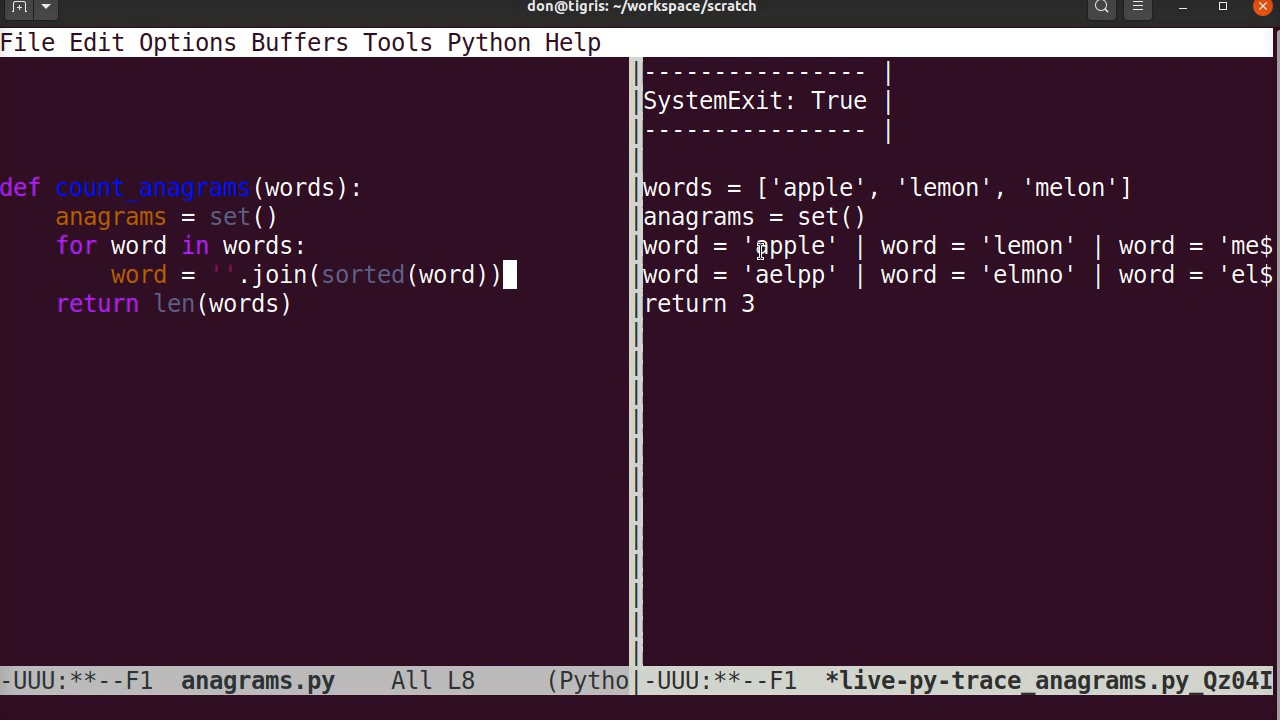 don@tigris: ~/workspace/scratch
File Edit Options Buffers Tools Python Help
def count_anagrams(words):
    anagrams = set()
    for word in words:
        word = ''.join(sorted(word))
    return len(words)
---------------- |
SystemExit: True |
---------------- |
words = ['apple', 'lemon', 'melon']
anagrams = set()
word = 'apple' | word = 'lemon' | word = 'me$
word = 'aelpp' | word = 'elmno' | word = 'el$
return 3
-UUU:**--F1  anagrams.py    All L8     (Pytho
-UUU:**--F1  *live-py-trace_anagrams.py_Qz04I